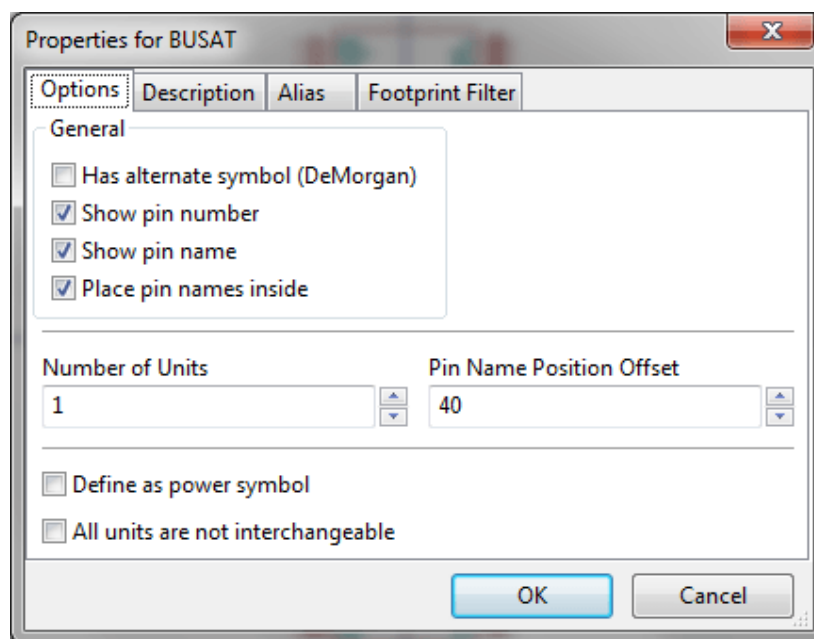 Properties for BUSAT
Options Description Alias Footprint Filter
General
Has alternate symbol (DeMorgan)
Show pin number
Show pin name
Place pin names inside
Number of Units Pin Name Position Offset
1 40
Define as power symbol
All units are not interchangeable
OK Cancel